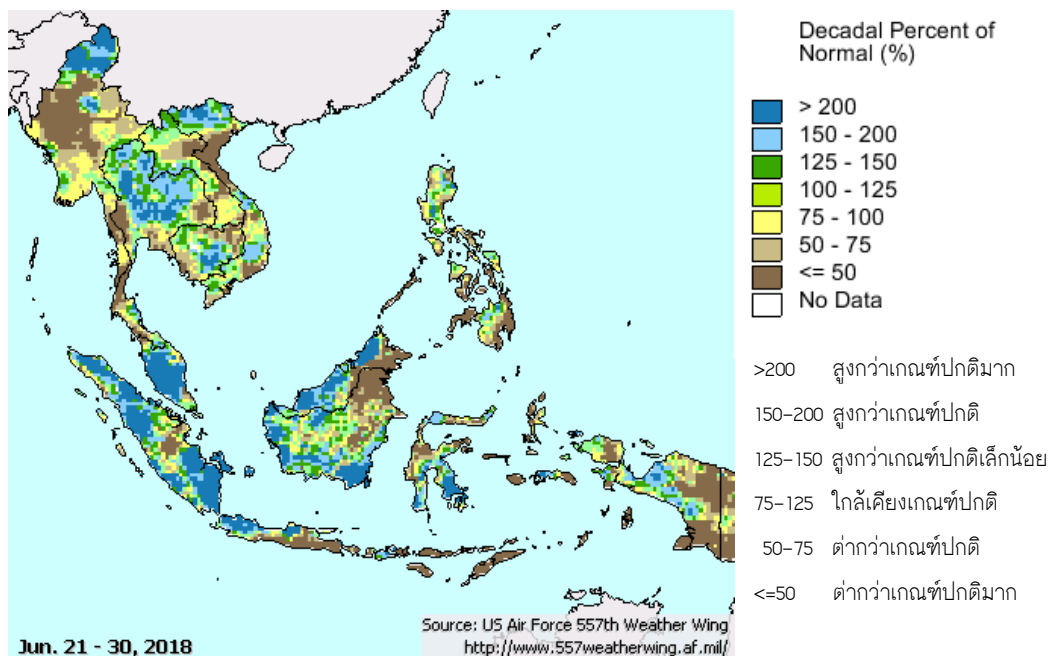 Decadal Percent of
Normal (%)
> 200
150 - 200
125 - 150
100 - 125
75 - 100
50 - 75
<= 50
No Data
>200 สูงกว่าเกณฑ์ปกติมาก
150-200 สูงกว่าเกณฑ์ปกติ
125-150 สูงกว่าเกณฑ์ปกติเล็กน้อย
75-125 ใกล้เคียงเกณฑ์ปกติ
50-75 ต่ำกว่าเกณฑ์ปกติ
<=50 ต่ำกว่าเกณฑ์ปกติมาก
Source: US Air Force 557th Weather Wing
Jun. 21 - 30, 2018 http://www.557weatherwing.af.mil/